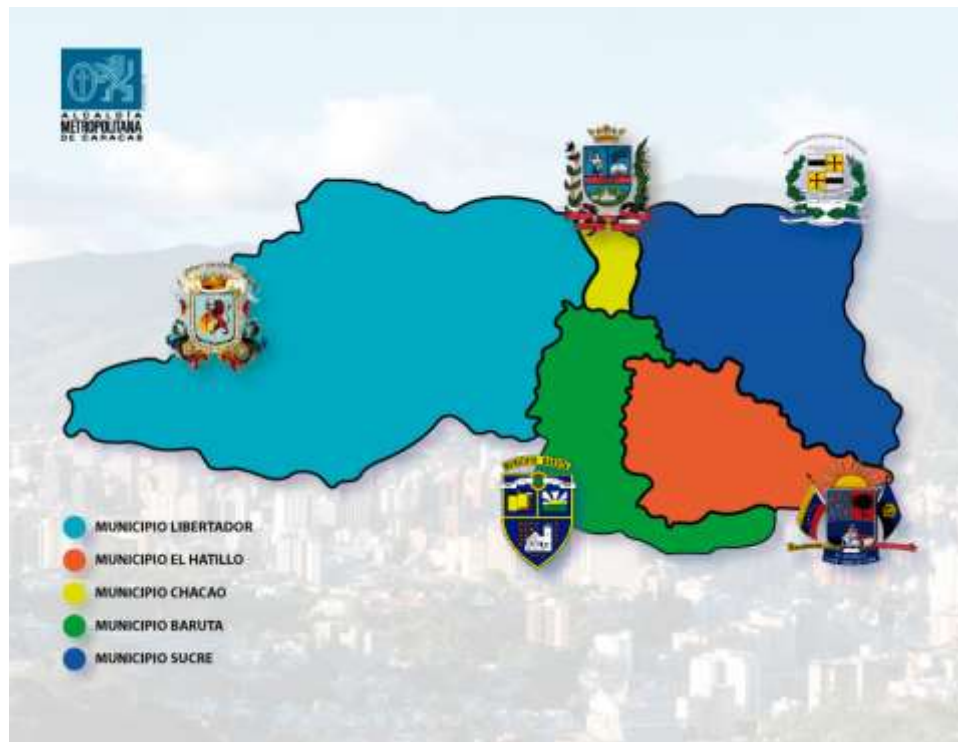 ALCALDÍA
METROPOLITANA
DE CARACAS
MUNICIPIO LIBERTADOR
MUNICIPIO EL HATILLO
MUNICIPIO CHACAO
MUNICIPIO BARUTA
MUNICIPIO SUCRE